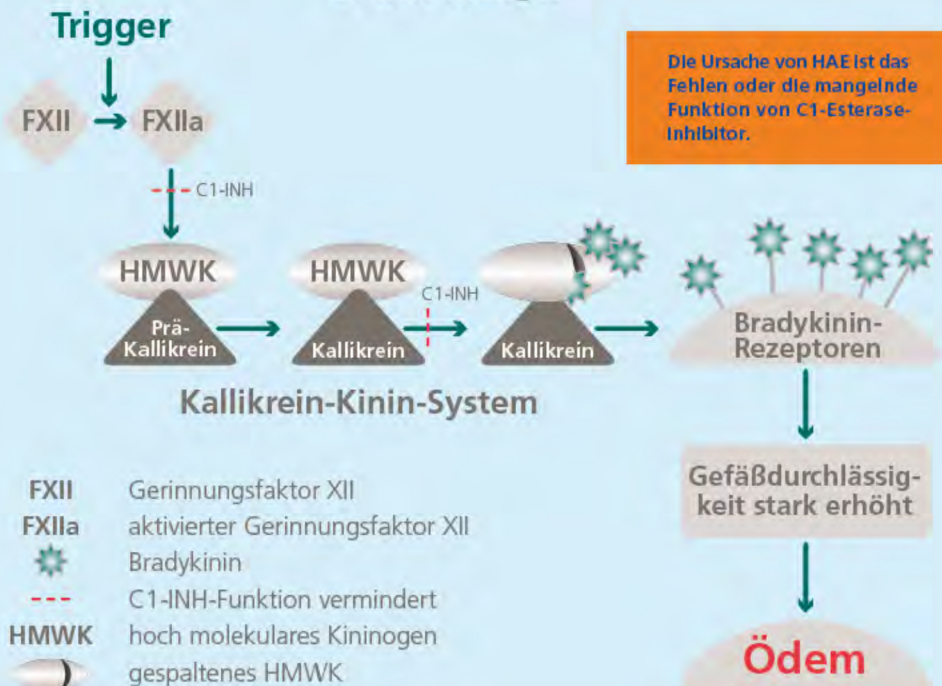 Trigger
Die Ursache von HAE ist das
Fehlen oder die mangelnde
Funktion von C1-Esterase-
Inhibitor.
FXII
FXIIa
C1-INH
HMWK
Prä-
Kallikrein
HMWK
Kallikrein
C1-INH
Kallikrein
Bradykinin-
Rezeptoren
Kallikrein-Kinin-System
Gefäßdurchlässig-
keit stark erhöht
Ödem
FXII Gerinnungsfaktor XII
FXIIa aktivierter Gerinnungsfaktor XII
Bradykinin
--- C1-INH-Funktion vermindert
HMWK hoch molekulares Kininogen
gespaltenes HMWK